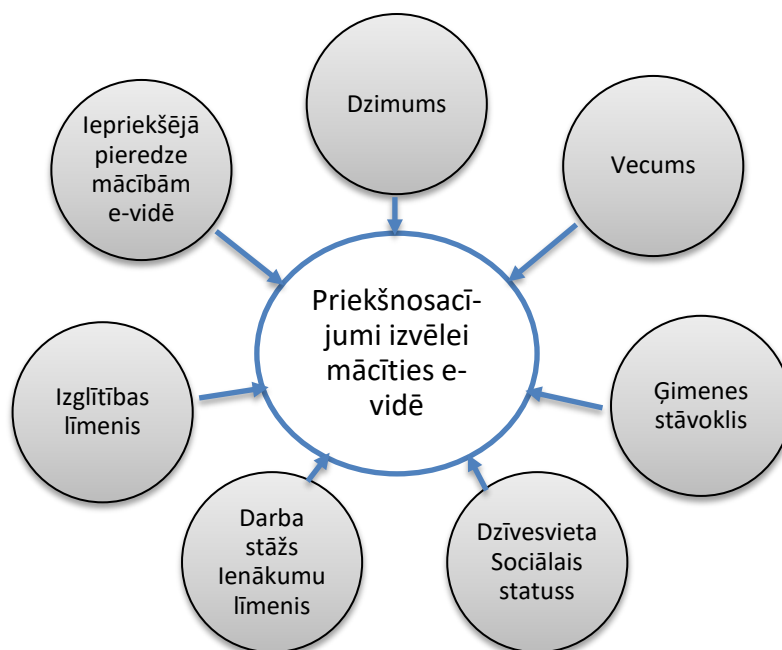 Dzimums
Iepriekšējā
pieredze
mācībām
e-vidē
Vecums
Priekšnosacī-
jumi izvēlei
mācīties e-
vidē
Izglītības
līmenis
Ģimenes
stāvoklis
Darba
stāžs
Ienākumu
līmenis
Dzīvesvieta
Sociālais
statuss